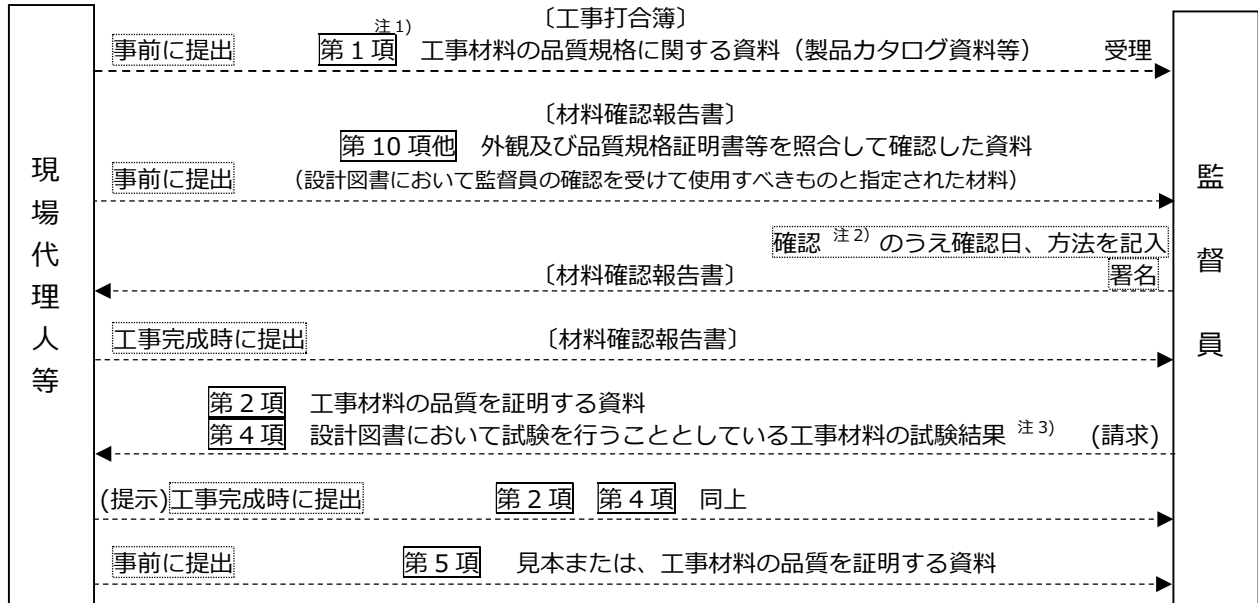 〔工事打合簿〕
事前に提出 第1項 注1) 工事材料の品質規格に関する資料（製品カタログ資料等） 受理
〔材料確認報告書〕
第10項他 外観及び品質規格証明書等を照合して確認した資料
事前に提出 （設計図書において監督員の確認を受けて使用すべきものと指定された材料）
現場代理人等
監督員
確認 注2) のうえ確認日、方法を記入
〔材料確認報告書〕 署名
工事完成時に提出 〔材料確認報告書〕
第2項 工事材料の品質を証明する資料
第4項 設計図書において試験を行うこととしている工事材料の試験結果 注3) (請求)
(提示)工事完成時に提出 第2項 第4項 同上
事前に提出 第5項 見本または、工事材料の品質を証明する資料